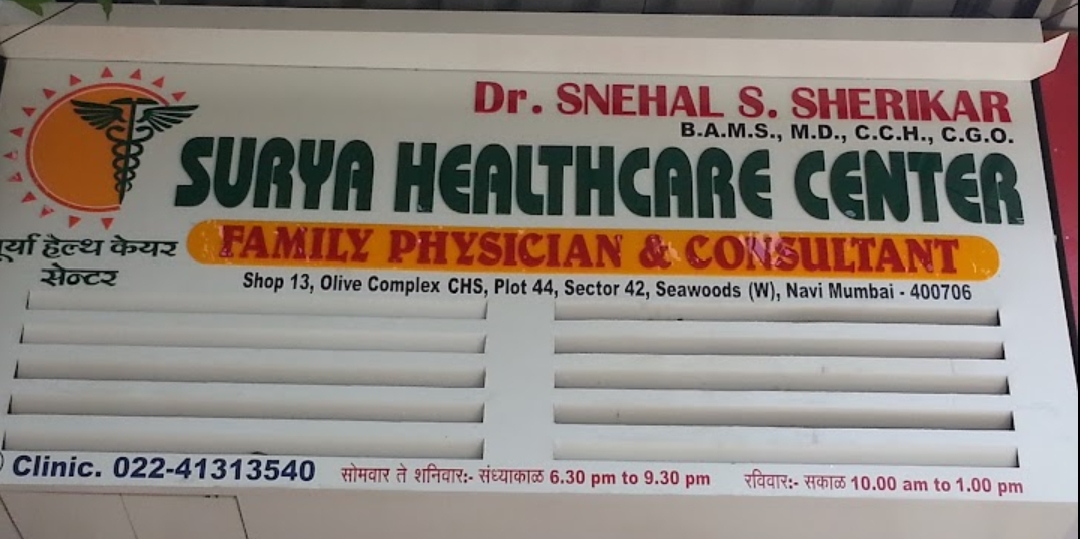 Dr. SNEHAL S. SHERIKAR
B.A.M.S., M.D., C.C.H., C.G.O.
SURYA HEALTHCARE CENTER
हेल्थ केयर
सेन्टर
FAMILY PHYSICIAN & CONSULTANT
Shop 13, Olive Complex CHS, Plot 44, Sector 42, Seawoods (W), Navi Mumbai - 400706
Clinic. 022-41313540 सोमवार ते शनिवार:- संध्याकाळ 6.30 pm to 9.30 pm रविवार:- सकाळ 10.00 am to 1.00 pm